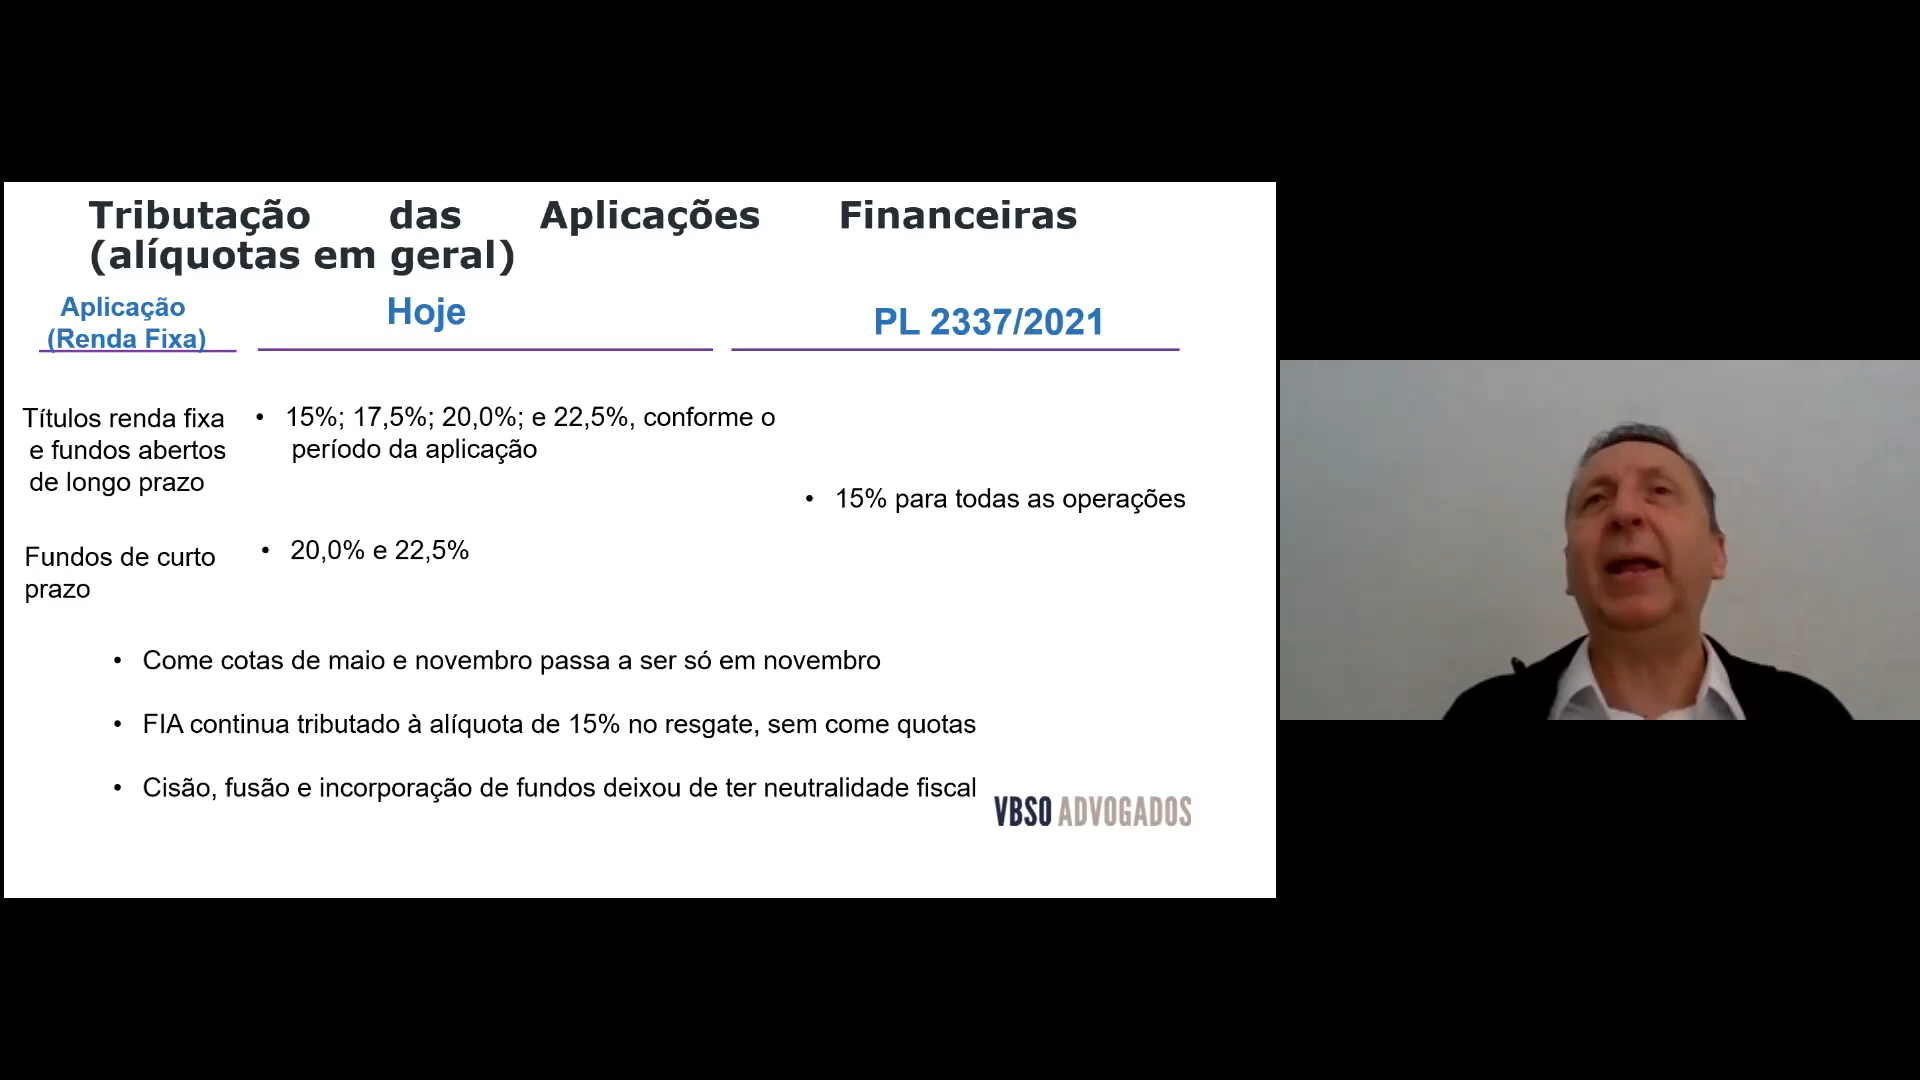 Tributação das Aplicações Financeiras
(alíquotas em geral)
Aplicação
(Renda Fixa)
Hoje
PL 2337/2021
Títulos renda fixa
e fundos abertos
de longo prazo
• 15%; 17,5%; 20,0%; e 22,5%, conforme o
período da aplicação
• 15% para todas as operações
Fundos de curto
prazo
• 20,0% e 22,5%
• Come cotas de maio e novembro passa a ser só em novembro
• FIA continua tributado à alíquota de 15% no resgate, sem come quotas
• Cisão, fusão e incorporação de fundos deixou de ter neutralidade fiscal
VBSO ADVOGADOS